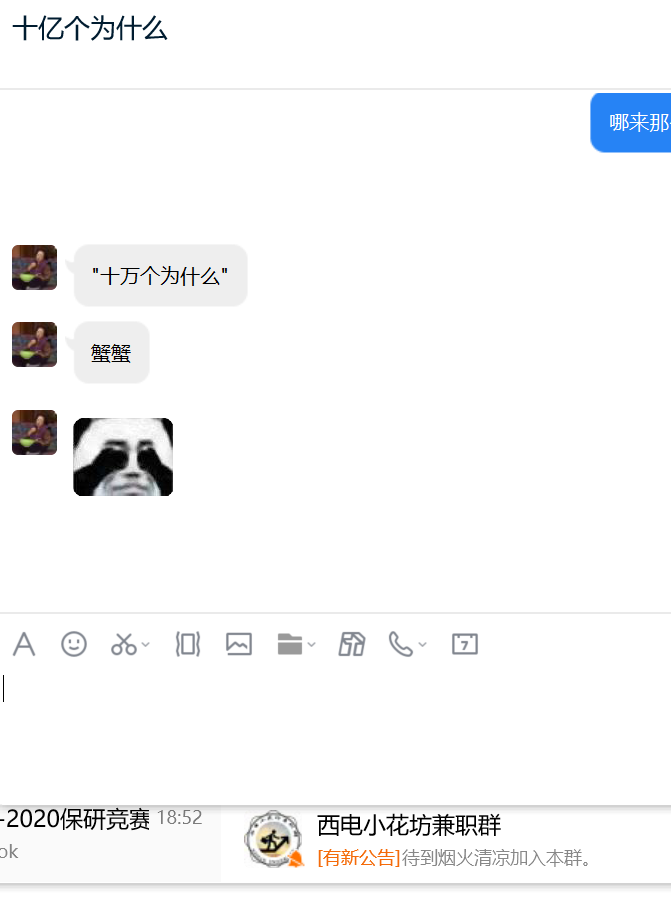 十亿个为什么
哪来那
"十万个为什么"
蟹蟹
7
-2020保研竞赛 18:52
ok
西电小花坊兼职群
[有新公告]待到烟火清凉加入本群。